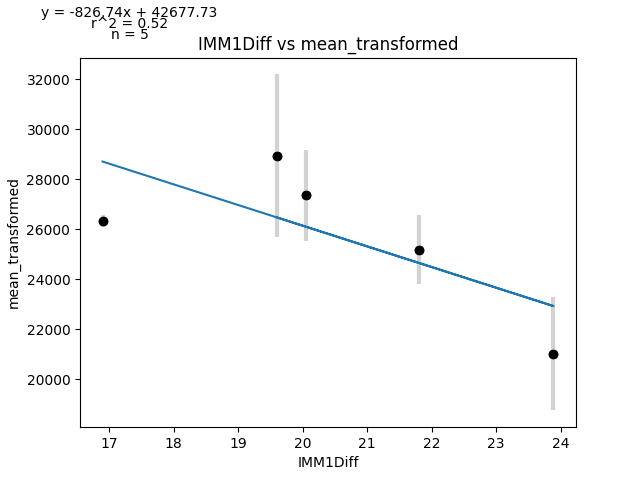 y = -826.74x + 42677.73
r^2 = 0.52
n = 5
IMM1Diff vs mean_transformed
32000
30000
28000
26000
24000
22000
20000
mean_transformed
17 18 19 20 21 22 23 24
IMM1Diff